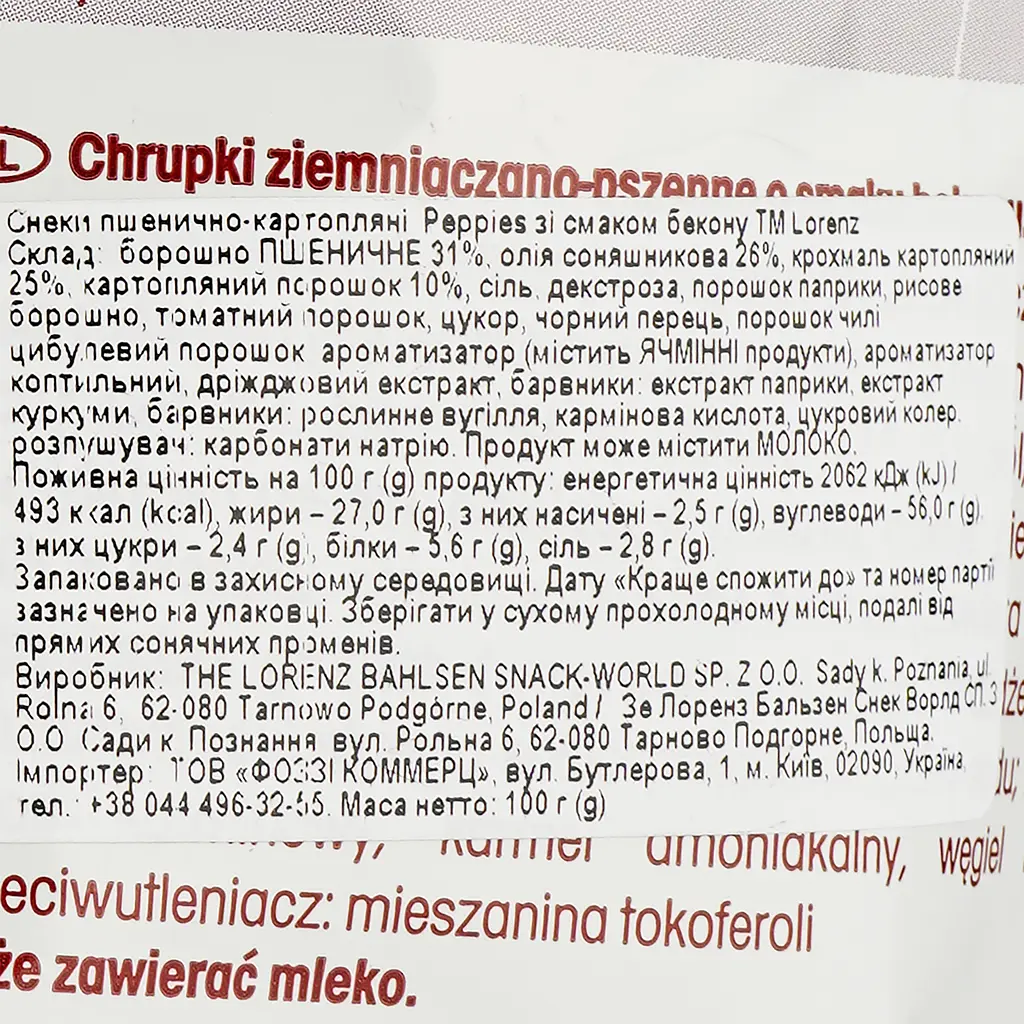 L Chrupki ziemniaczano-pszenne o smaku
Снеки пшенично-картопляні Peppies зі смаком бекону ТМ Lorenz
Склад: борошно ПШЕНИЧНЕ 31%, олія соняшникова 26%, крохмаль картопляний
25%, картопляний порошок 10%, сіль, декстроза, порошок паприки, рисове
борошно, томатний порошок, цукор, чорний перець, порошок чилі
цибулевий порошок ароматизатор (містить ЯЧМІННІ продукти), ароматизатор
коптильний, дріжджовий екстракт, барвники: екстракт паприки, екстракт
куркуми, барвники: рослинне вугілля, кармінова кислота, цукровий колер.
розпушувач: карбонати натрію. Продукт може містити МОЛОКО.
Поживна цінність на 100 г (g) продукту: енергетична цінність 2062 кДж (kJ) /
493 ккал (kcal), жири – 27,0 г (g), з них насичені – 2,5 г (g), вуглеводи – 56,0 г (g).
з них цукри – 2,4 г (g), білки – 5,6 г (g), сіль – 2,8 г (g).
Запаковано в захисному середовищі. Дату «Краще спожити до» та номер партії
зазначено на упаковці. Зберігати у сухому прохолодному місці, подалі від
прямих сонячних променів.
Виробник: THE LORENZ BAHLSEN SNACK-WORLD SP. Z O.O. Sady k. Poznania, ul.
Rolna 6, 62-080 Tarnowo Podgórne, Poland / Зе Лоренз Бальзен Снек Ворлд СП. З
О.О Сади к Познання вул. Рольна 6, 62-080 Тарново Подгорне, Польща.
Імпортер: ТОВ «ФОЗЗІ КОММЕРЦ», вул. Бутлерова, 1, м. Київ, 02090, Україна,
тел.: +38 044 496-32-55. Маса нетто: 100 г (g)
karmel amoniakalny, węgiel
eciwutleniacz: mieszanina tokoferoli
że zawierać mleko.